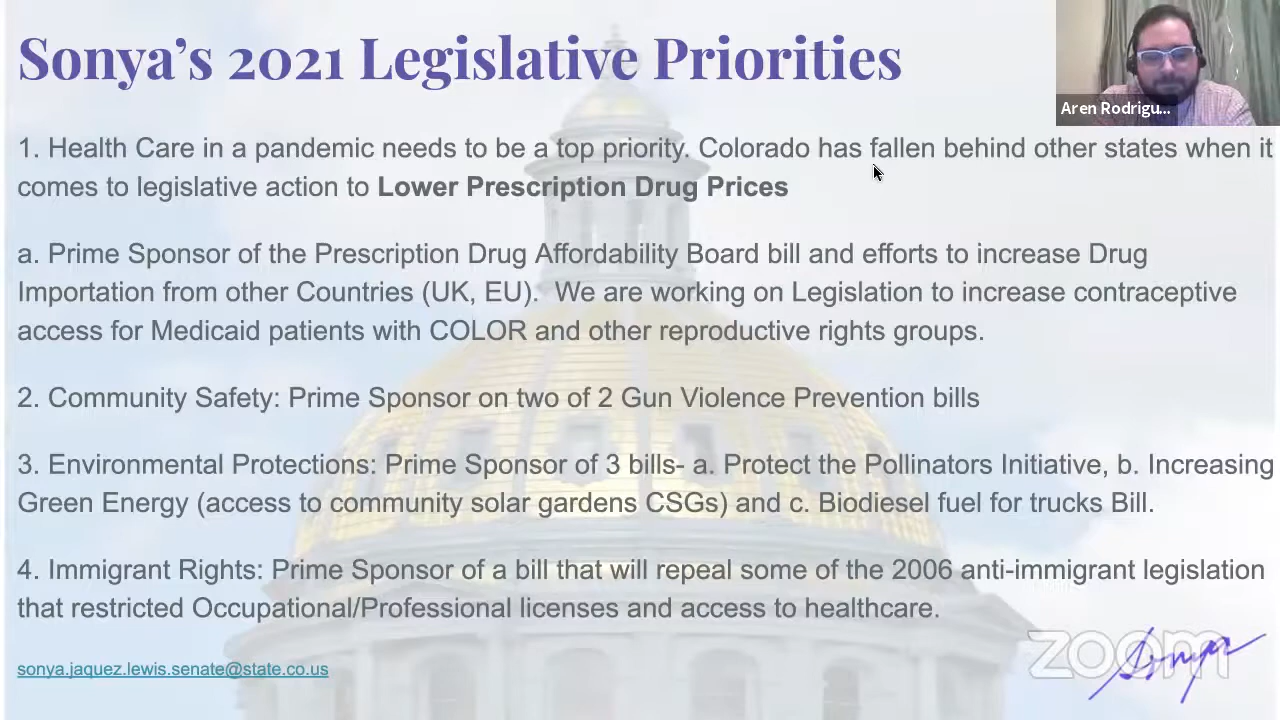 Sonya's 2021 Legislative Priorities
Aren Rodrigu...
1. Health Care in a pandemic needs to be a top priority. Colorado has fallen behind other states when it
comes to legislative action to Lower Prescription Drug Prices
a. Prime Sponsor of the Prescription Drug Affordability Board bill and efforts to increase Drug
Importation from other Countries (UK, EU).  We are working on Legislation to increase contraceptive
access for Medicaid patients with COLOR and other reproductive rights groups.
2. Community Safety: Prime Sponsor on two of 2 Gun Violence Prevention bills
3. Environmental Protections: Prime Sponsor of 3 bills- a. Protect the Pollinators Initiative, b. Increasing
Green Energy (access to community solar gardens CSGs) and c. Biodiesel fuel for trucks Bill.
4. Immigrant Rights: Prime Sponsor of a bill that will repeal some of the 2006 anti-immigrant legislation
that restricted Occupational/Professional licenses and access to healthcare.
sonya.jaquez.lewis.senate@state.co.us
zoom
Sonya